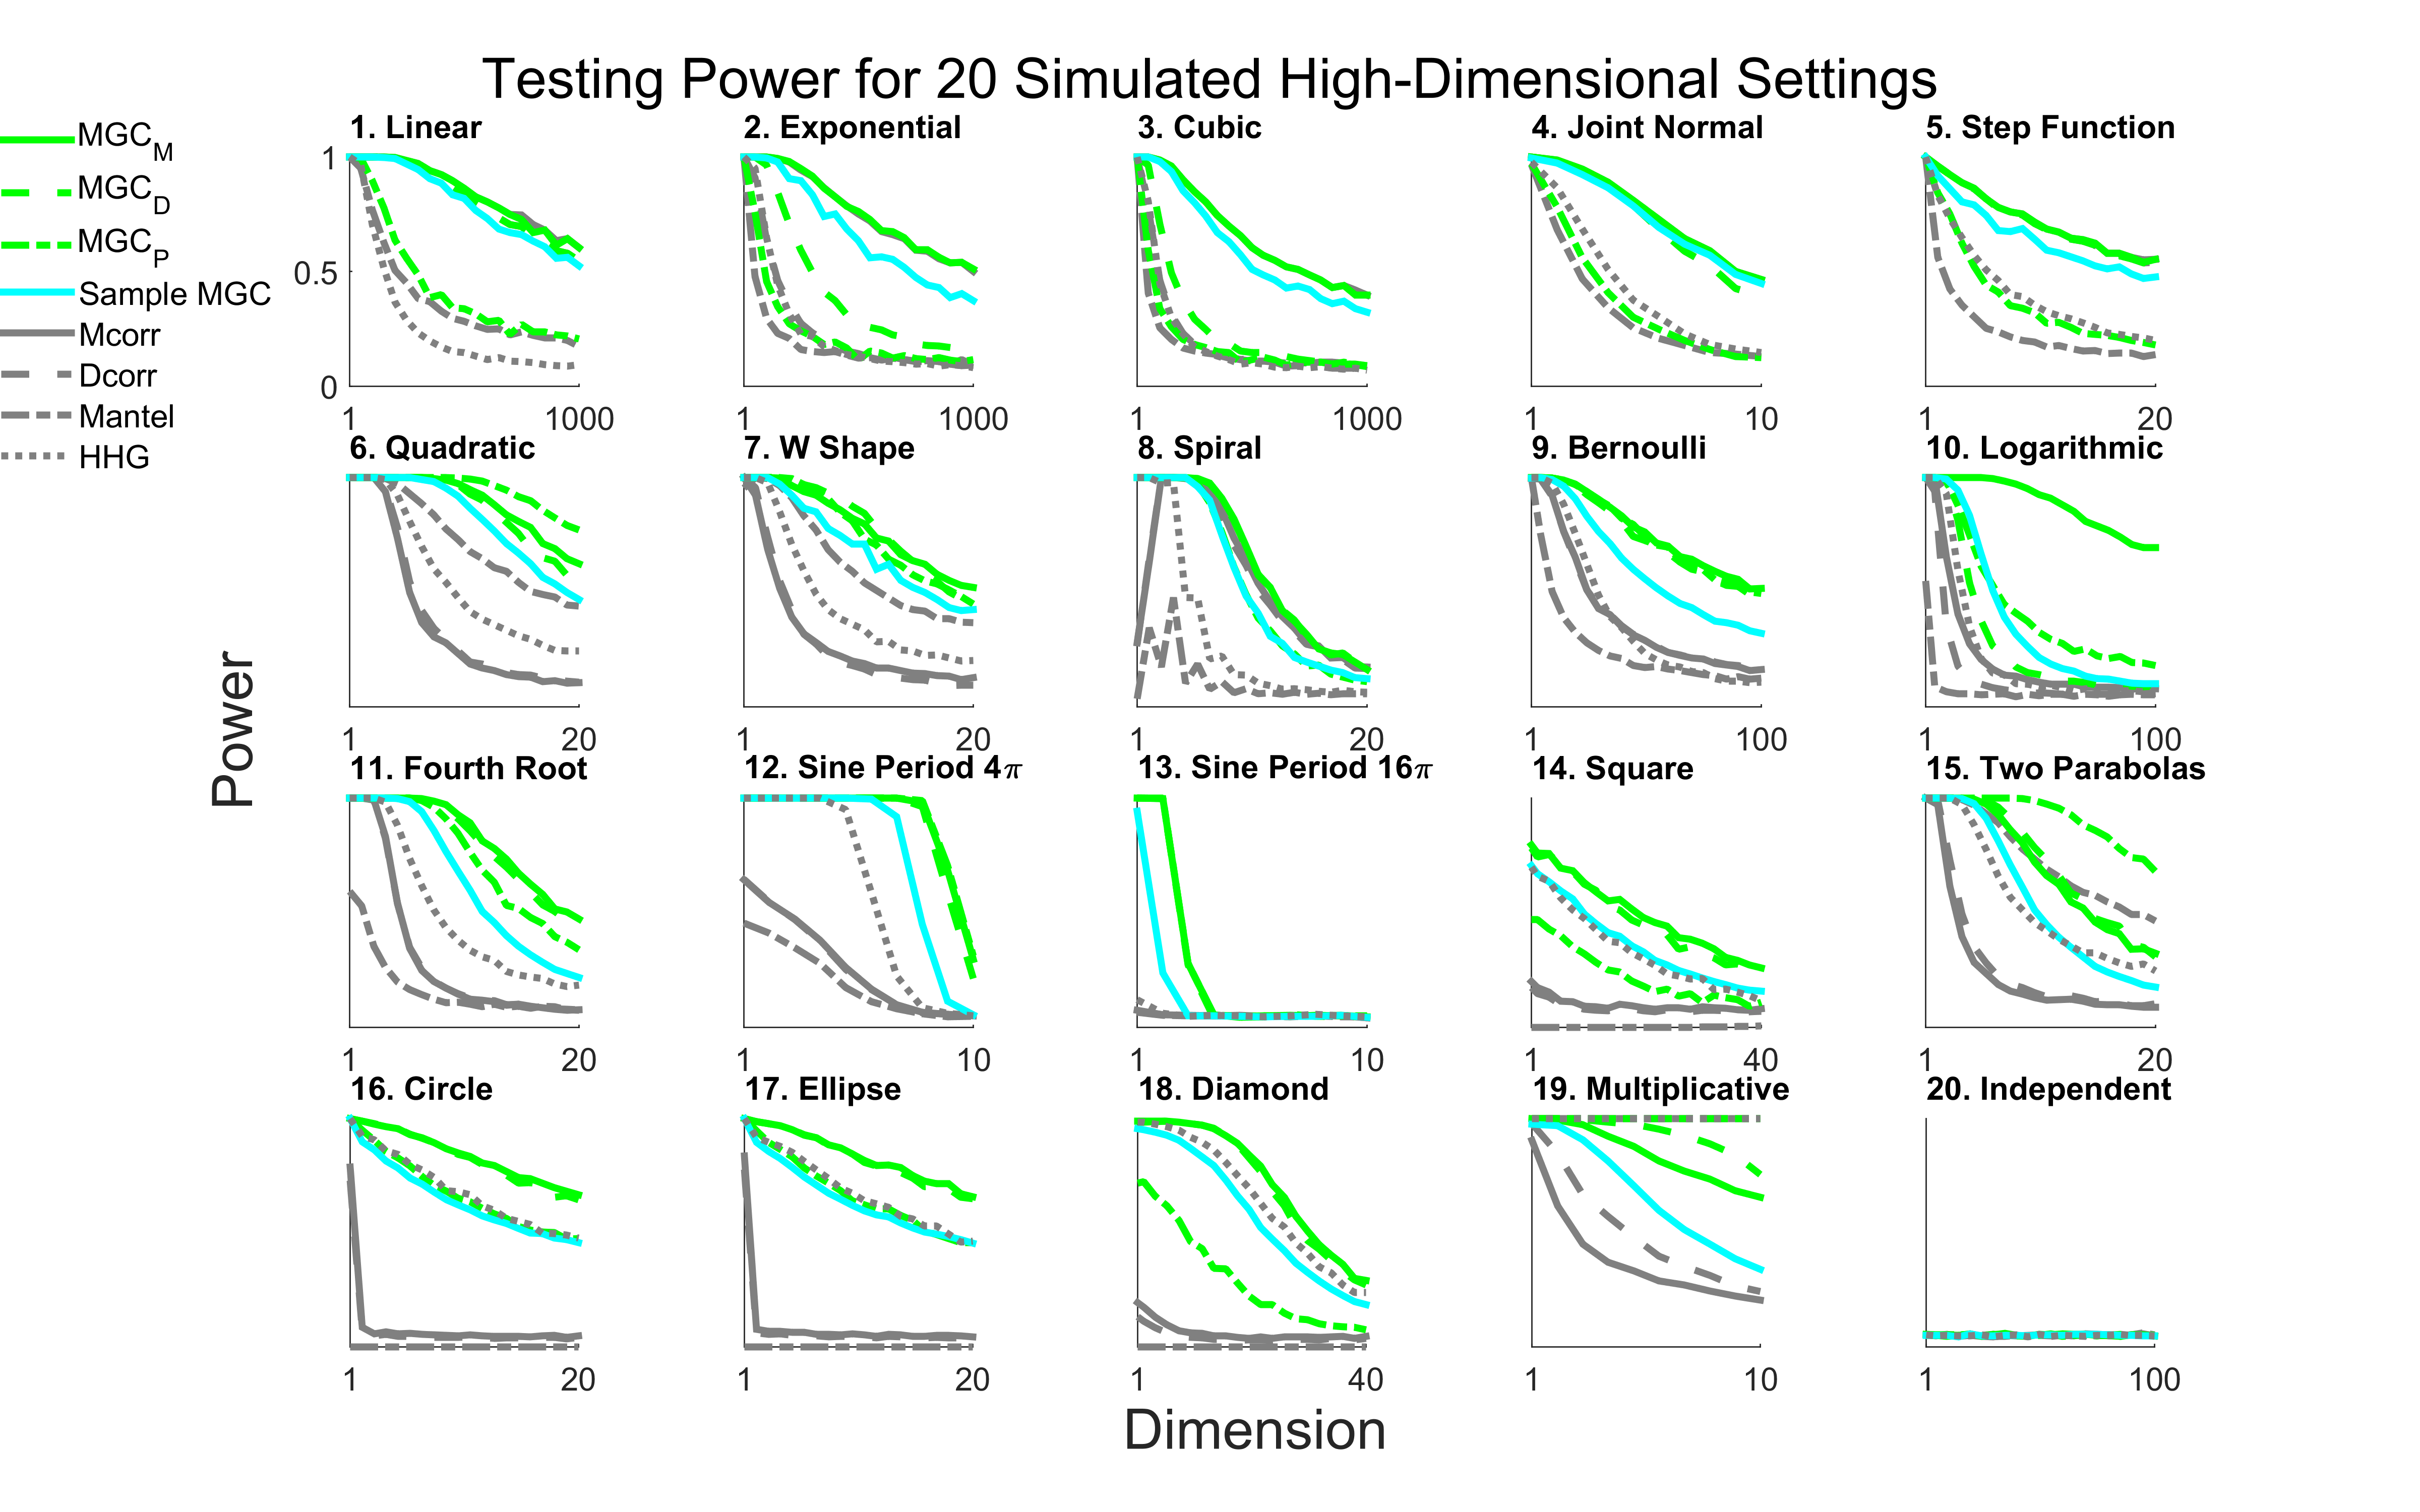 Testing Power for 20 Simulated High-Dimensional Settings
MGC_M
MGC_D
MGC_P
Sample MGC
Mcorr
Dcorr
Mantel
HHG
Power
1. Linear
1
0.5
0
1 1000
2. Exponential
1 1000
3. Cubic
1 1000
4. Joint Normal
1 10
5. Step Function
1 20
6. Quadratic
1 20
7. W Shape
1 20
8. Spiral
1 20
9. Bernoulli
1 100
10. Logarithmic
1 100
11. Fourth Root
1 20
12. Sine Period 4π
1 10
13. Sine Period 16π
1 10
14. Square
1 40
15. Two Parabolas
1 20
16. Circle
1 20
17. Ellipse
1 20
18. Diamond
1 40
19. Multiplicative
1 10
20. Independent
1 100
Dimension